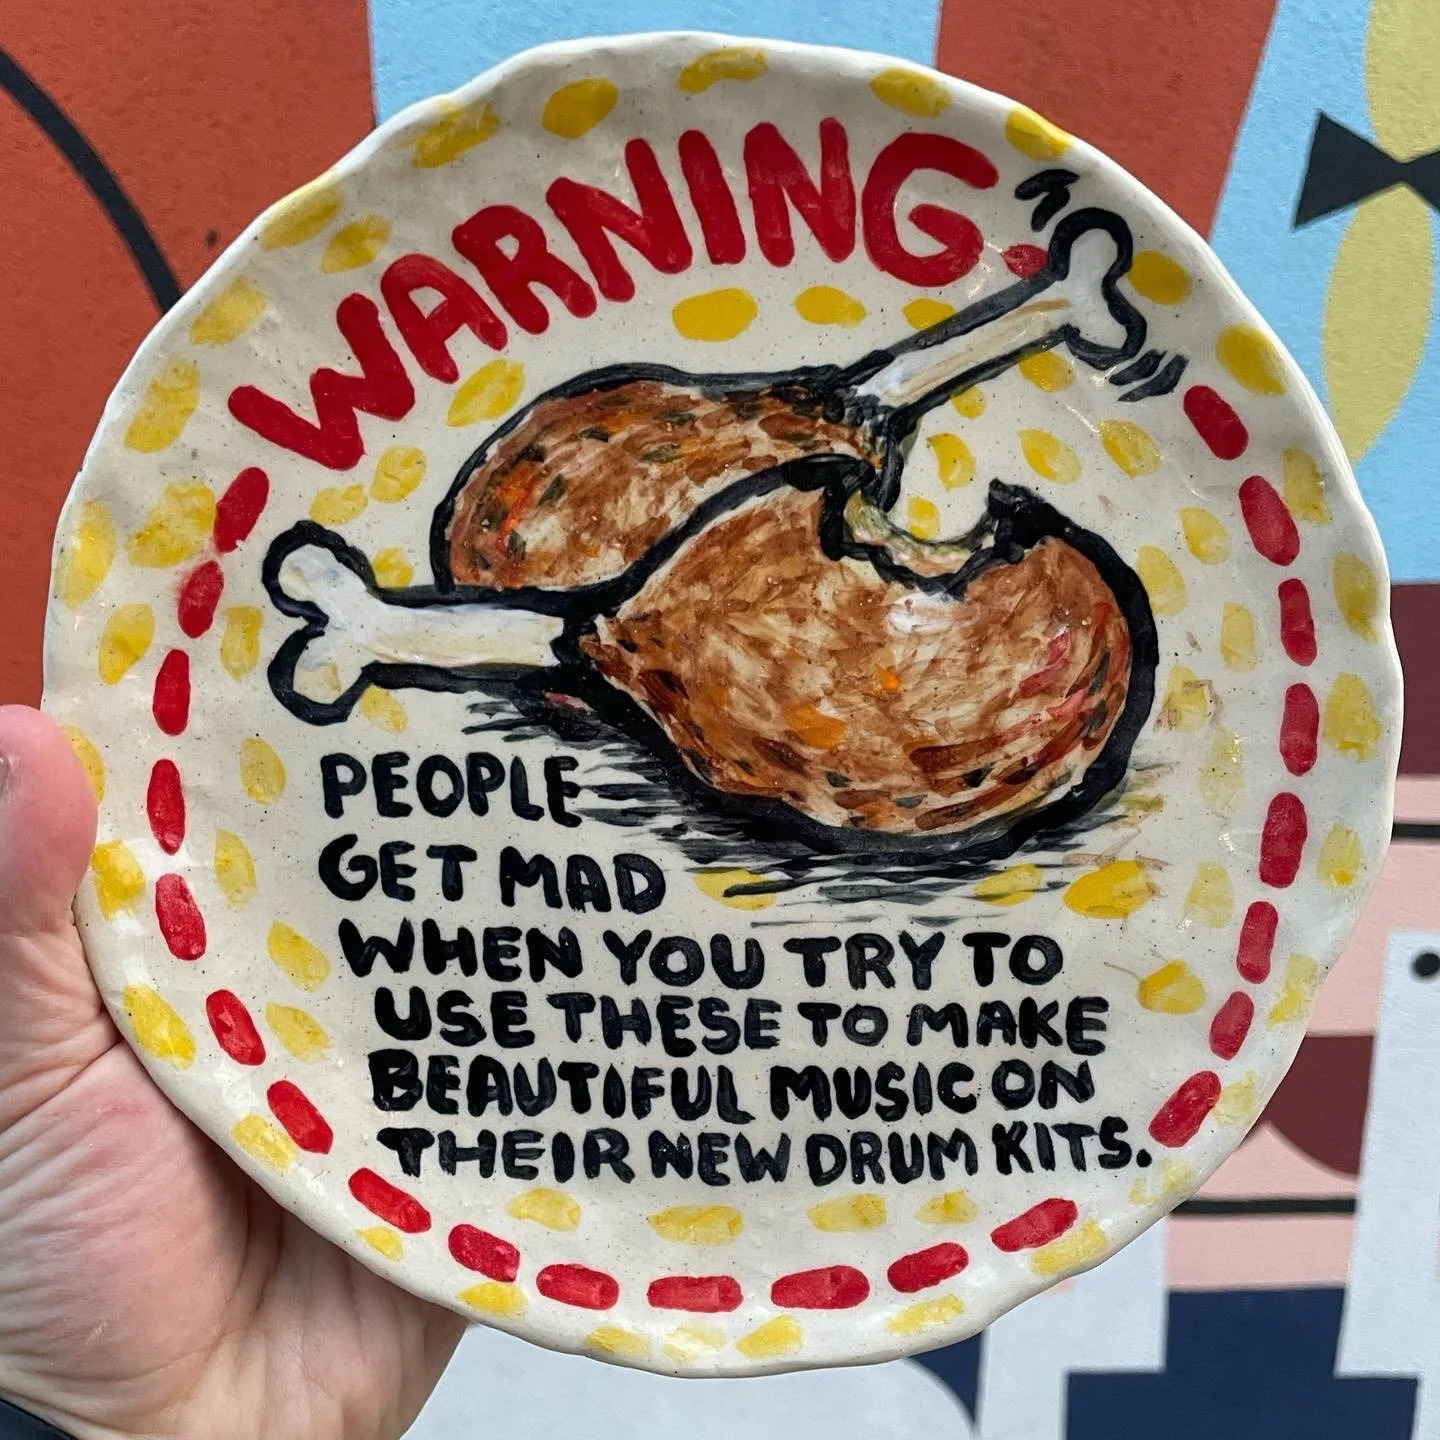 WARNING.
PEOPLE
GET MAD
WHEN YOU TRY TO
USE THESE TO MAKE
BEAUTIFUL MUSIC ON
THEIR NEW DRUM KITS.